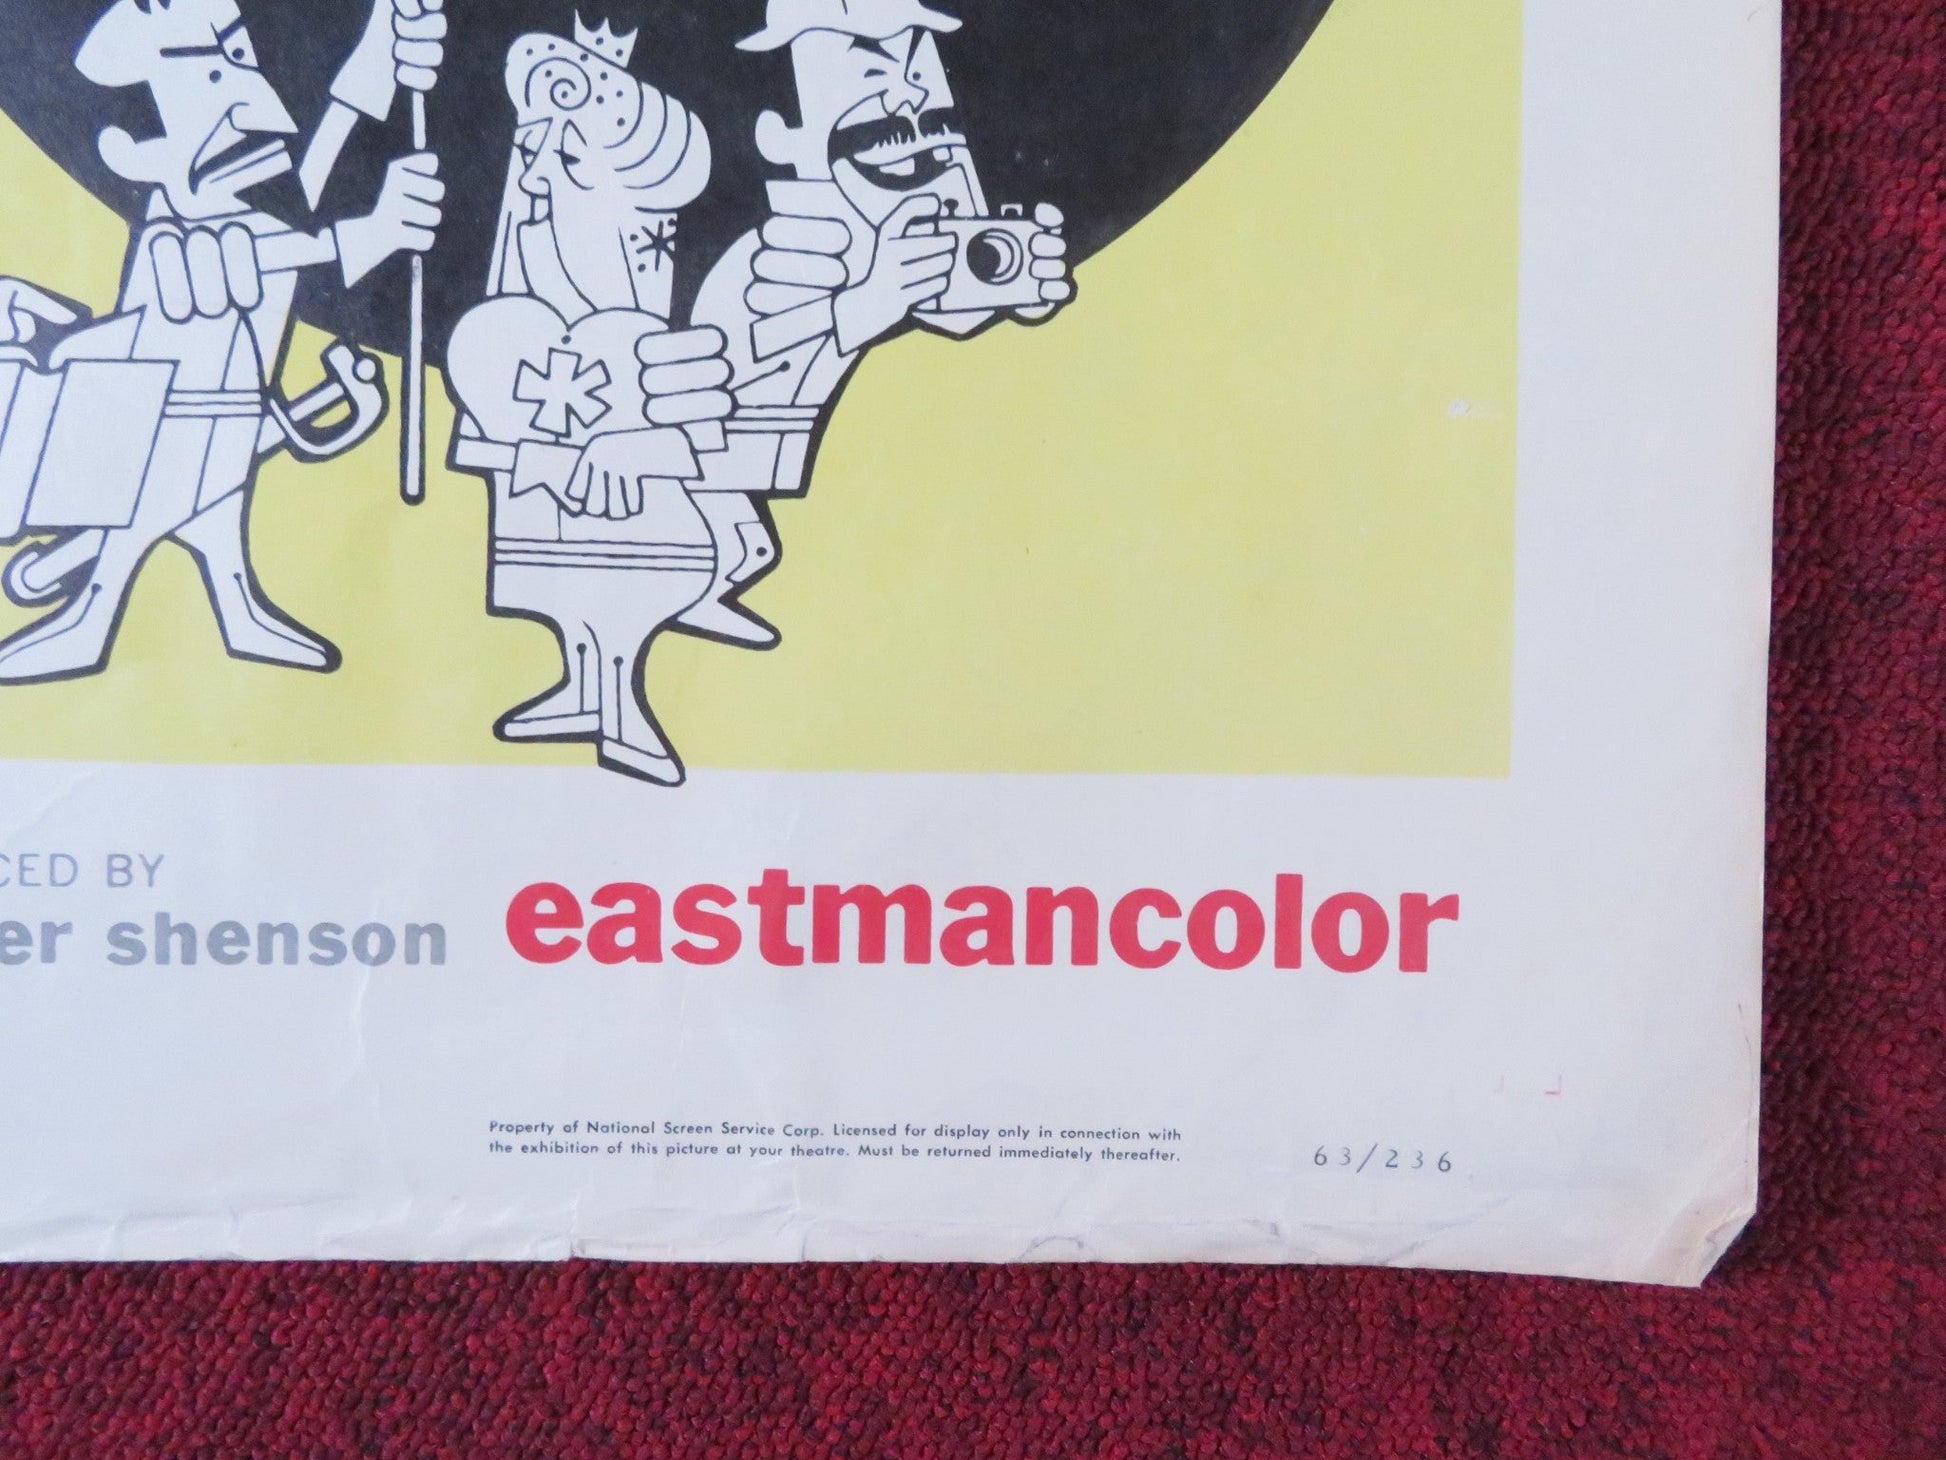 CED BY
er shenson
eastmancolor
Property of National Screen Service Corp. Licensed for display only in connection with
the exhibition of this picture at your theatre. Must be returned immediately thereafter.
63/236